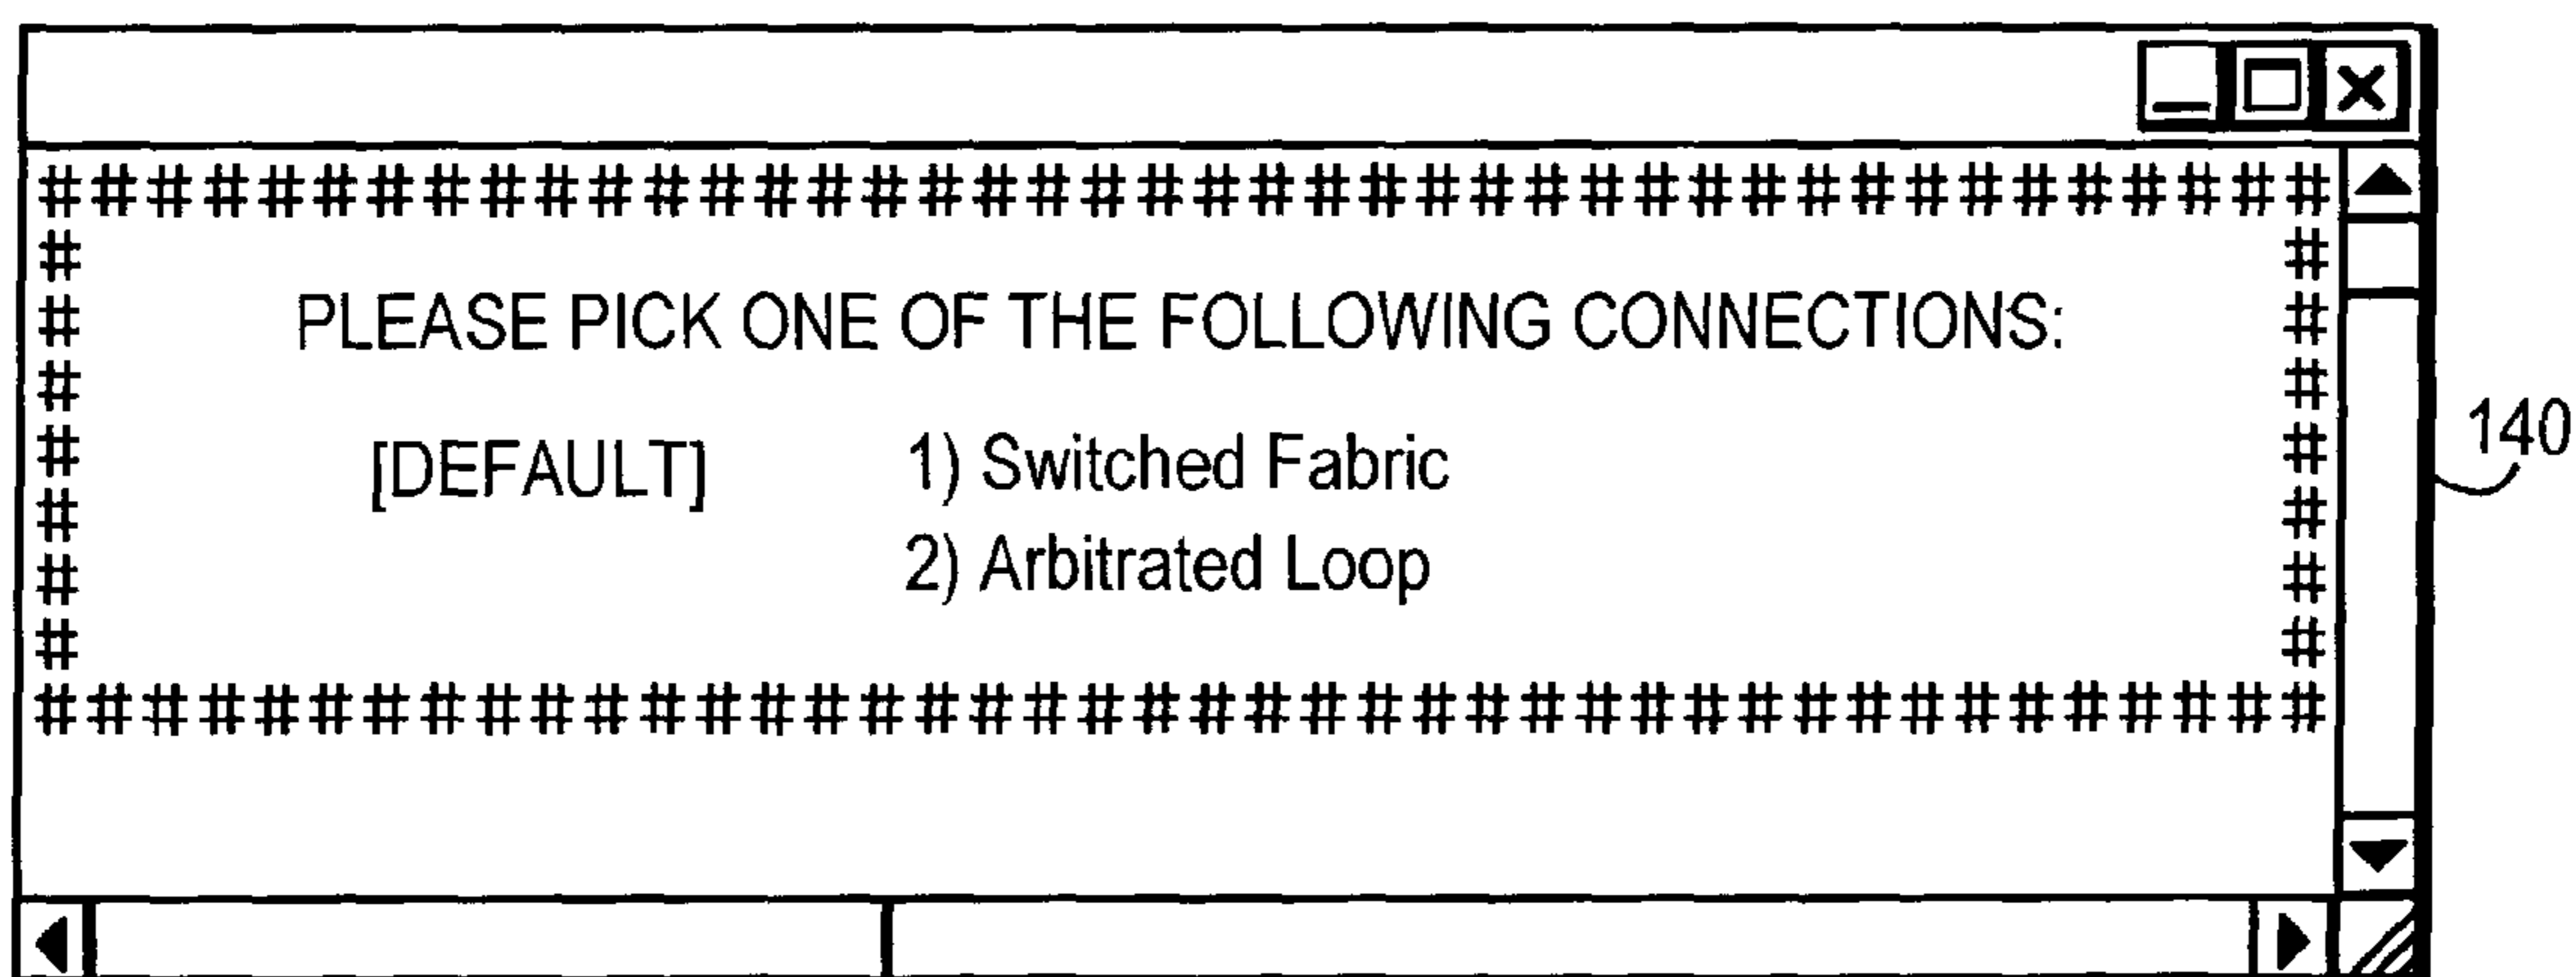 ##########################################
#                                        #
# PLEASE PICK ONE OF THE FOLLOWING CONNECTIONS: #
#                                        #
# [DEFAULT] 1) Switched Fabric #
140
#                                        #
# 2) Arbitrated Loop #
#                                        #
##########################################